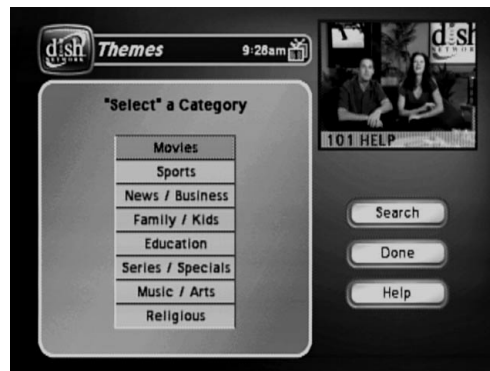 dish
NETWORK
Themes
9:28am
"Select" a Category
Movies
Sports
News / Business
Family / Kids
Education
Series / Specials
Music / Arts
Religious
dish
NETWORK
101 HELP
Search
Done
Help